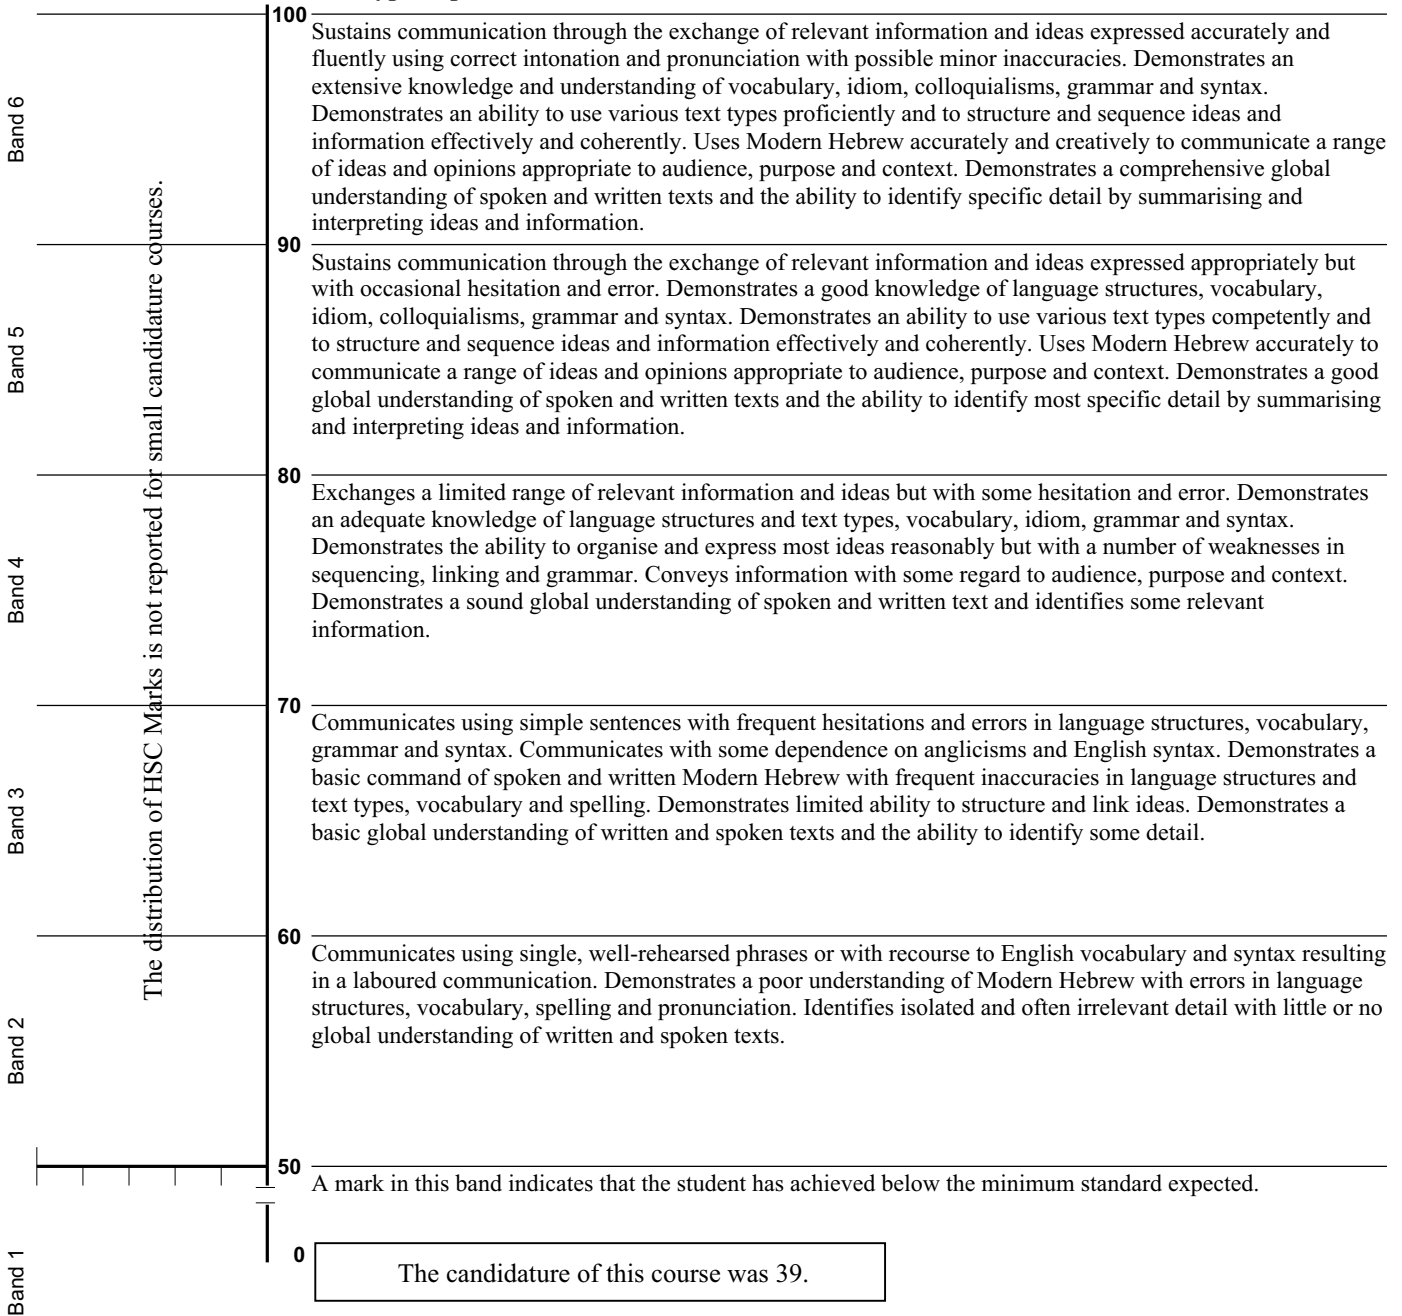 100
Band 6
Sustains communication through the exchange of relevant information and ideas expressed accurately and
fluently using correct intonation and pronunciation with possible minor inaccuracies. Demonstrates an
extensive knowledge and understanding of vocabulary, idiom, colloquialisms, grammar and syntax.
Demonstrates an ability to use various text types proficiently and to structure and sequence ideas and
information effectively and coherently. Uses Modern Hebrew accurately and creatively to communicate a range
of ideas and opinions appropriate to audience, purpose and context. Demonstrates a comprehensive global
understanding of spoken and written texts and the ability to identify specific detail by summarising and
interpreting ideas and information.
The distribution of HSC Marks is not reported for small candidature courses.
90
Band 5
Sustains communication through the exchange of relevant information and ideas expressed appropriately but
with occasional hesitation and error. Demonstrates a good knowledge of language structures, vocabulary,
idiom, colloquialisms, grammar and syntax. Demonstrates an ability to use various text types competently and
to structure and sequence ideas and information effectively and coherently. Uses Modern Hebrew accurately to
communicate a range of ideas and opinions appropriate to audience, purpose and context. Demonstrates a good
global understanding of spoken and written texts and the ability to identify most specific detail by summarising
and interpreting ideas and information.
80
Band 4
Exchanges a limited range of relevant information and ideas but with some hesitation and error. Demonstrates
an adequate knowledge of language structures and text types, vocabulary, idiom, grammar and syntax.
Demonstrates the ability to organise and express most ideas reasonably but with a number of weaknesses in
sequencing, linking and grammar. Conveys information with some regard to audience, purpose and context.
Demonstrates a sound global understanding of spoken and written text and identifies some relevant
information.
70
Band 3
Communicates using simple sentences with frequent hesitations and errors in language structures, vocabulary,
grammar and syntax. Communicates with some dependence on anglicisms and English syntax. Demonstrates a
basic command of spoken and written Modern Hebrew with frequent inaccuracies in language structures and
text types, vocabulary and spelling. Demonstrates limited ability to structure and link ideas. Demonstrates a
basic global understanding of written and spoken texts and the ability to identify some detail.
60
Band 2
Communicates using single, well-rehearsed phrases or with recourse to English vocabulary and syntax resulting
in a laboured communication. Demonstrates a poor understanding of Modern Hebrew with errors in language
structures, vocabulary, spelling and pronunciation. Identifies isolated and often irrelevant detail with little or no
global understanding of written and spoken texts.
50
A mark in this band indicates that the student has achieved below the minimum standard expected.
Band 1
0
The candidature of this course was 39.